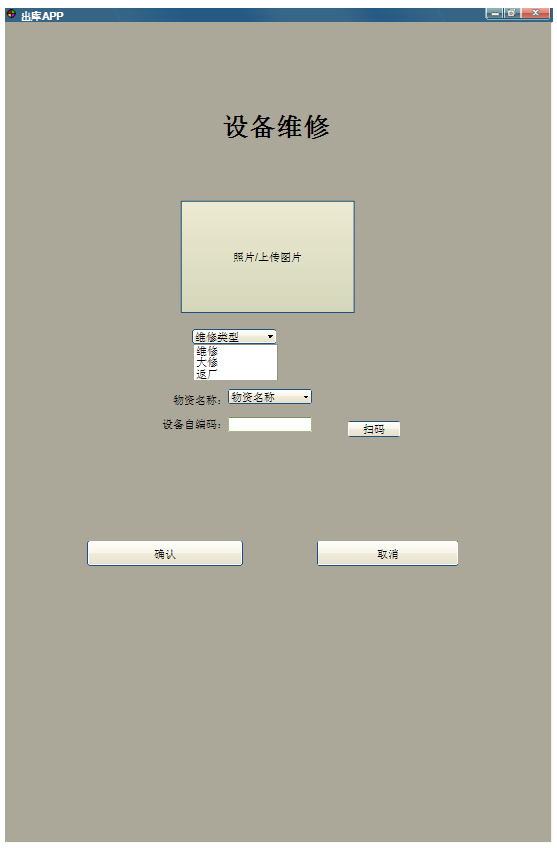 出库APP
设备维修
照片/上传图片
维修类型
维修
大修
返厂
物资名称： 物资名称
设备自编码： 扫码
确认 取消